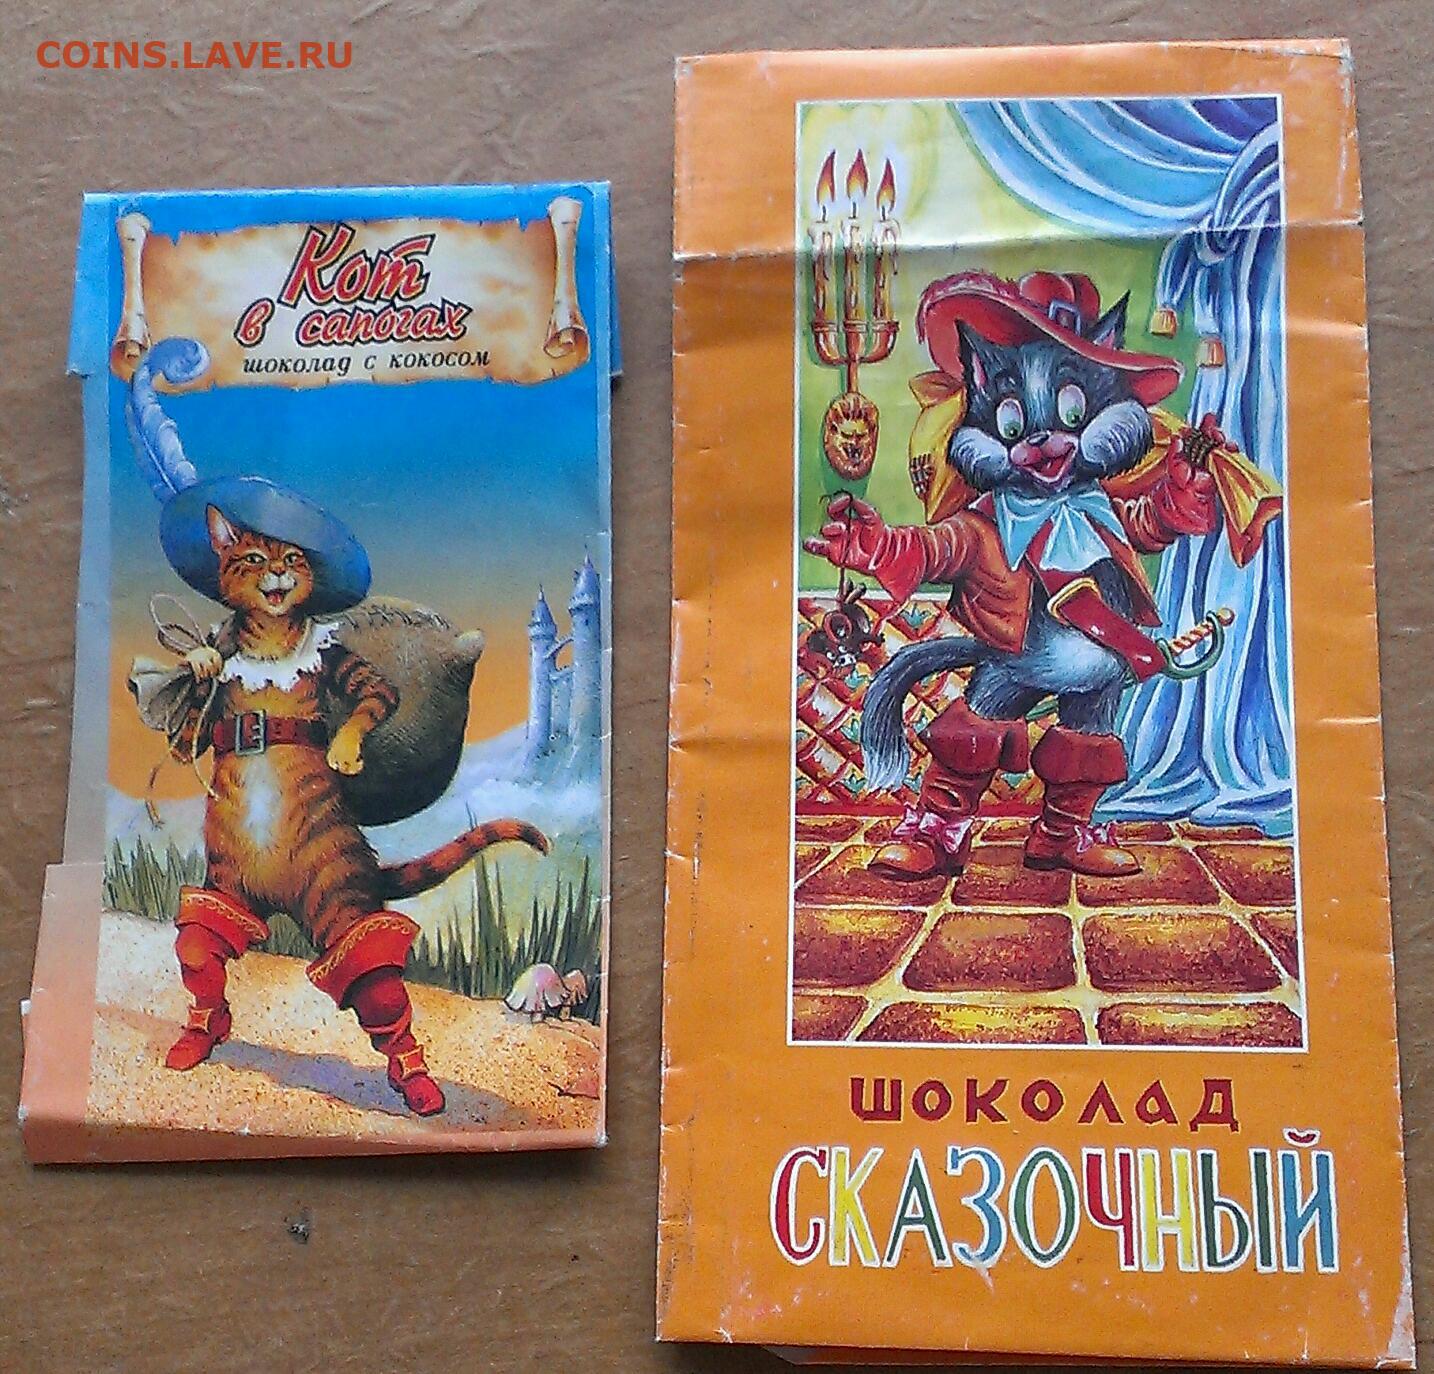 COINS.LAVE.RU
Кот
в сапогах
шоколад с кокосом
ШОКОЛАД
СКАЗОЧНЫЙ